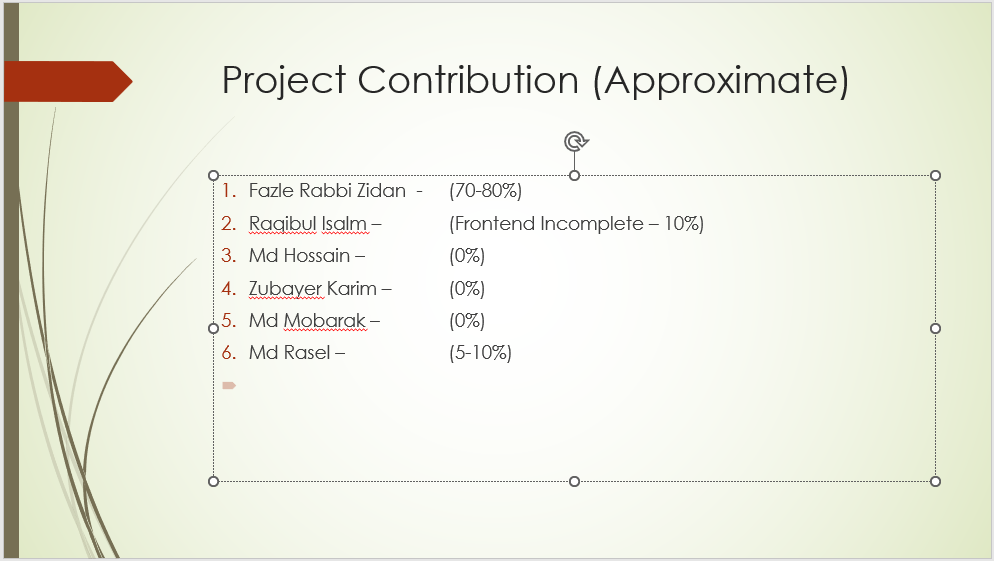 Project Contribution (Approximate)
1. Fazle Rabbi Zidan - (70-80%)
2. Raqibul Isalm – (Frontend Incomplete – 10%)
3. Md Hossain – (0%)
4. Zubayer Karim – (0%)
5. Md Mobarak – (0%)
6. Md Rasel – (5-10%)